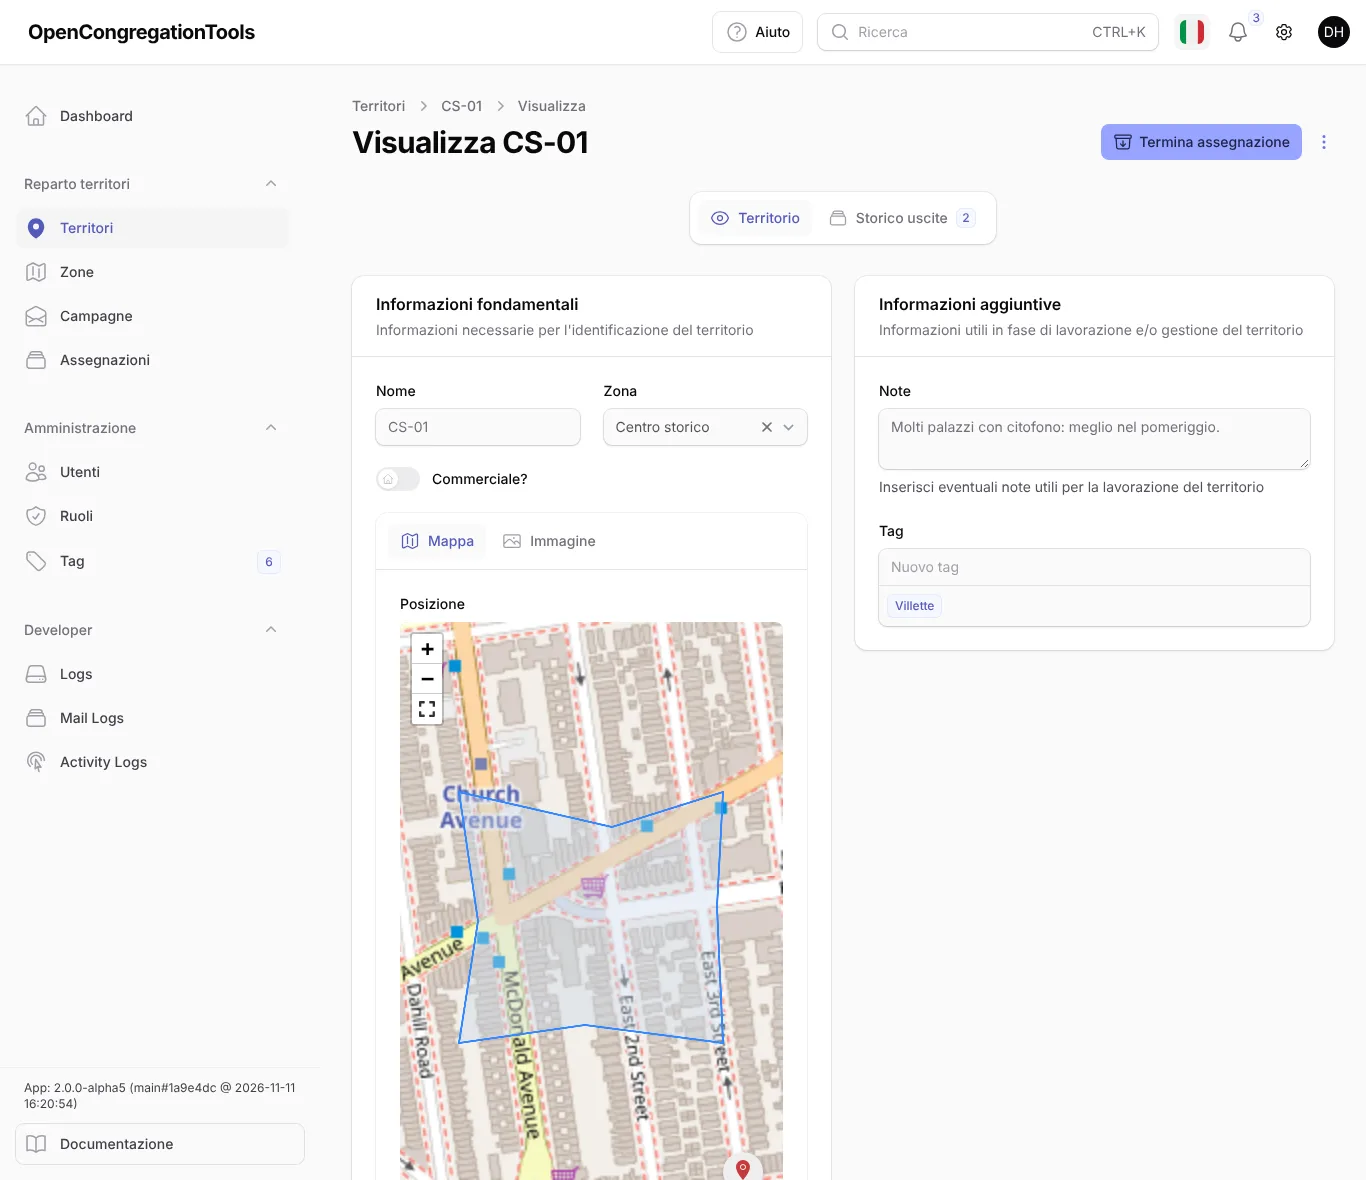 OpenCongregationTools
Aiuto
Ricerca
CTRL+K
3
DH
Dashboard
Reparto territori
Territori
Zone
Campagne
Assegnazioni
Amministrazione
Utenti
Ruoli
Tag
6
Developer
Logs
Mail Logs
Activity Logs
App: 2.0.0-alpha5 (main#1a9e4dc @ 2026-11-11
16:20:54)
Documentazione
Territori
CS-01
Visualizza
Visualizza CS-01
Termina assegnazione
Territorio
Storico uscite
2
Informazioni fondamentali
Informazioni necessarie per l'identificazione del territorio
Nome
Zona
CS-01
Centro storico
Commerciale?
Mappa
Immagine
Posizione
+
−
Church
Avenue
Avenue
Dahill Road
McDonald Avenue
East 2nd Street
East 3rd Street
Informazioni aggiuntive
Informazioni utili in fase di lavorazione e/o gestione del territorio
Note
Molti palazzi con citofono: meglio nel pomeriggio.
Inserisci eventuali note utili per la lavorazione del territorio
Tag
Nuovo tag
Villette